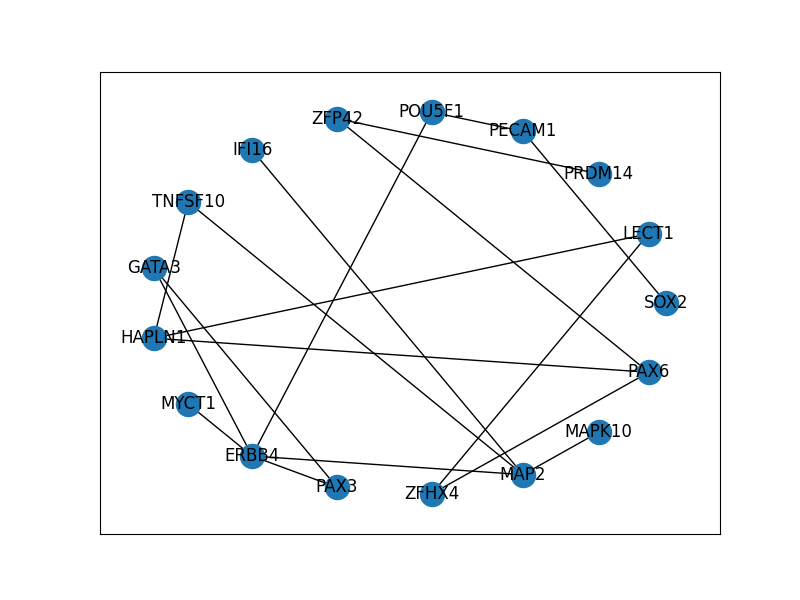 POU5F1
ZFP42
PECAM1
IFI16
PRDM14
TNFSF10
LECT1
GATA3
SOX2
HAPLN1
PAX6
MYCT1
MAPK10
ERBB4
MAP2
PAX3
ZFHX4